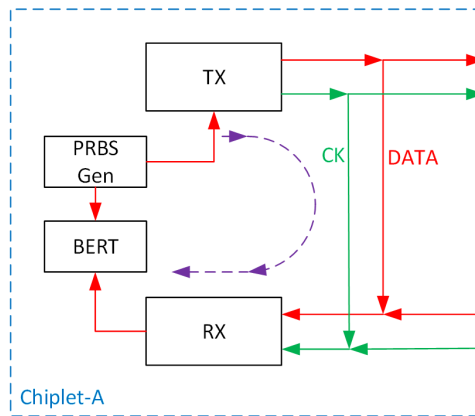 TX
PRBS
Gen
CK
DATA
BERT
RX
Chiplet-A